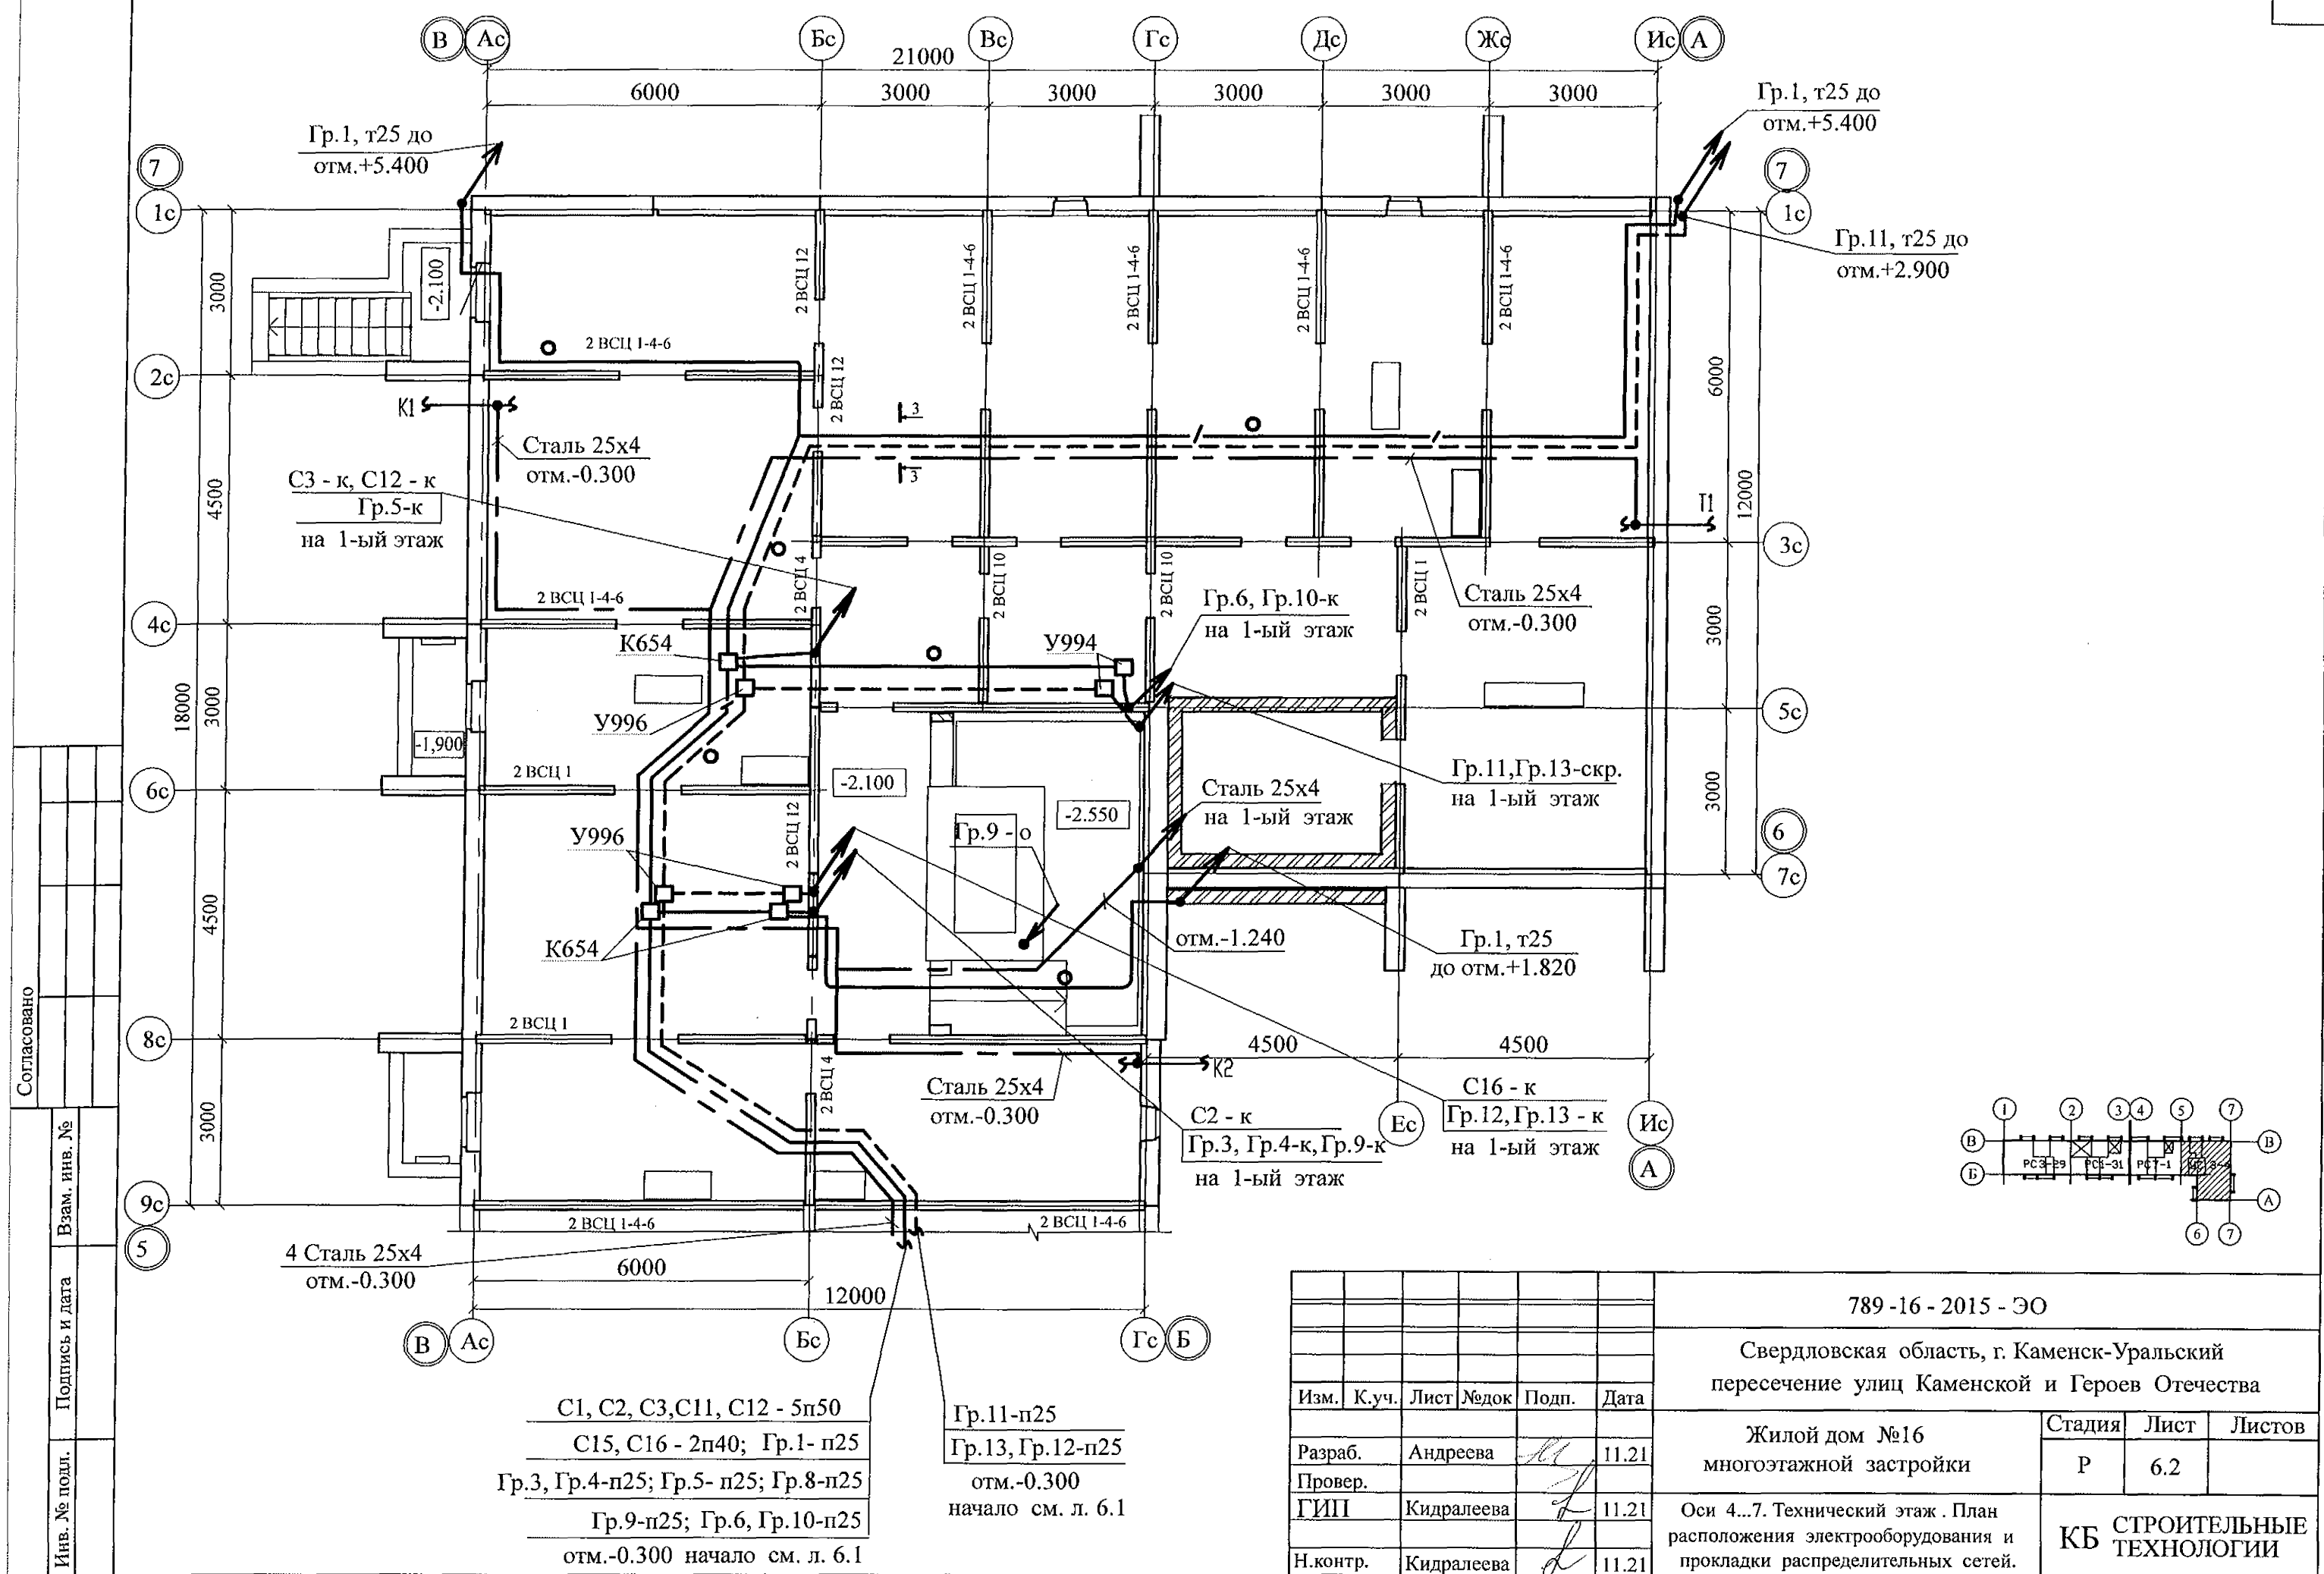 В Ас Бс Вс Гс Дс Жс Ис А
21000
6000 3000 3000 3000 3000 3000
Гр.1, т25 до
отм.+5.400
Гр.1, т25 до
отм.+5.400
7
1с
7
1с
Гр.11, т25 до
отм.+2.900
-2.100
3000
2 ВСЦ 12
2 ВСЦ 1-4-6
2 ВСЦ 1-4-6
2 ВСЦ 1-4-6
2 ВСЦ 1-4-6
2 ВСЦ 1-4-6
2с
2 ВСЦ 12
6000
К1
3
3
Сталь 25х4
отм.-0.300
С3 - к, С12 - к
Гр.5-к
на 1-ый этаж
4500
12000
Т1
3с
2 ВСЦ 4
2 ВСЦ 10
2 ВСЦ 10
2 ВСЦ 1
2 ВСЦ 1-4-6
Гр.6, Гр.10-к
на 1-ый этаж
Сталь 25х4
отм.-0.300
4с
К654
У994
3000
18000
3000
У996
5с
-1,900
2 ВСЦ 1
-2.100
Гр.11,Гр.13-скр.
на 1-ый этаж
6с
Сталь 25х4
на 1-ый этаж
3000
-2.550
Гр.9 - о
2 ВСЦ 12
У996
6
7с
4500
К654
отм.-1.240
Гр.1, т25
до отм.+1.820
Согласовано
8с
2 ВСЦ 1
4500 4500
К2
2 ВСЦ 4
Сталь 25х4
отм.-0.300
С2 - к
Гр.3, Гр.4-к,Гр.9-к
на 1-ый этаж
С16 - к
Гр.12,Гр.13 - к
на 1-ый этаж
Ес
Ис
А
3000
9с
5
2 ВСЦ 1-4-6
2 ВСЦ 1-4-6
4 Сталь 25х4
отм.-0.300
6000
12000
В Ас Бс Гс Б
1 2 3 4 5 7
В В
РС3-29 РС1-31 РС7-1
Б
А
6 7
С1, С2, С3,С11, С12 - 5п50
С15, С16 - 2п40; Гр.1- п25
Гр.3, Гр.4-п25; Гр.5- п25; Гр.8-п25
Гр.9-п25; Гр.6, Гр.10-п25
отм.-0.300 начало см. л. 6.1
Гр.11-п25
Гр.13, Гр.12-п25
отм.-0.300
начало см. л. 6.1
Взам. инв. №
Подпись и дата
Инв. № подл.
789 -16 - 2015 - ЭО
Свердловская область, г. Каменск-Уральский
пересечение улиц Каменской и Героев Отечества
Изм. К.уч. Лист №док Подп. Дата
Жилой дом №16
многоэтажной застройки
Стадия Лист Листов
Р 6.2
Разраб. Андреева 11.21
Провер.
ГИП Кидралеева 11.21
Н.контр. Кидралеева 11.21
Оси 4...7. Технический этаж . План
расположения электрооборудования и
прокладки распределительных сетей.
КБ СТРОИТЕЛЬНЫЕ
ТЕХНОЛОГИИ